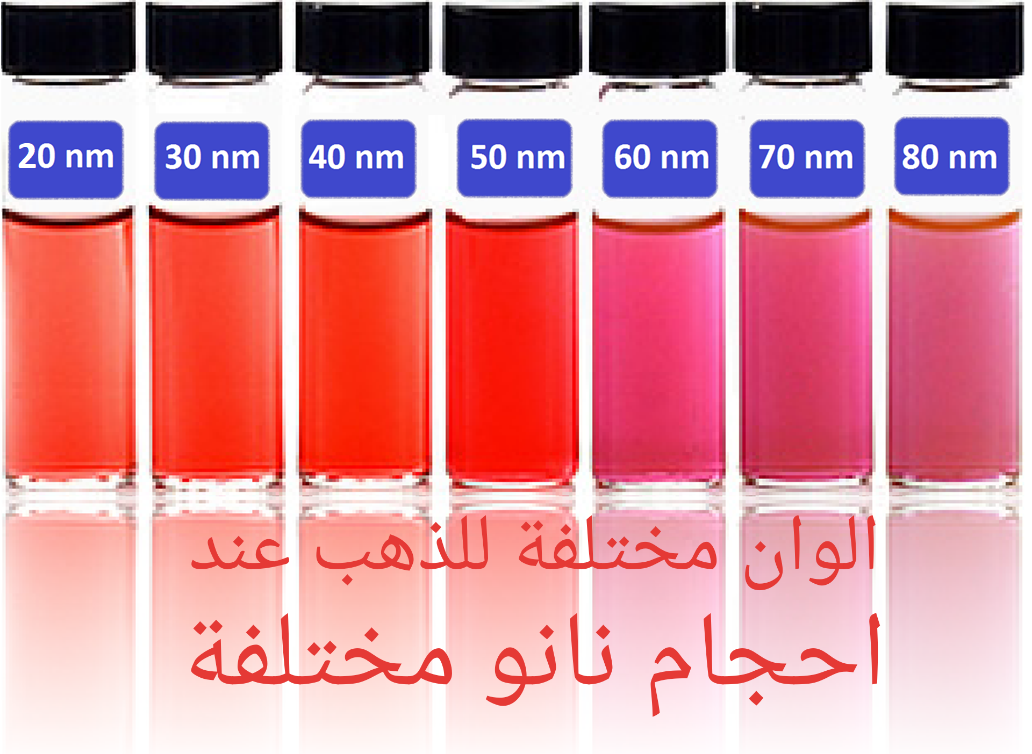 20 nm 30 nm 40 nm 50 nm 60 nm 70 nm 80 nm
الوان مختلفة للذهب عند
أحجام نانو مختلفة